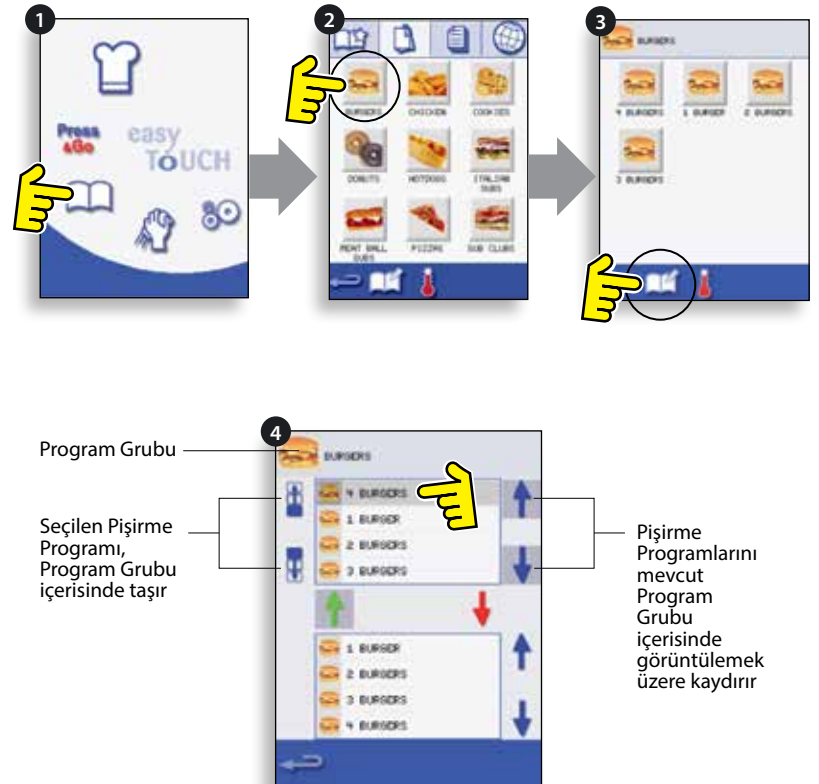 1
Press
&Go
easy
ToUCH
2
BURGERS
CHICKEN
COOKIES
DONUTS
HOTDOGS
ITALIAN
SUBS
MEAT BALL
SUBS
PIZZAS
SUB CLUBS
3
BURGERS
4 BURGERS
1 BURGER
2 BURGERS
3 BURGERS
4
BURGERS
4 BURGERS
1 BURGER
2 BURGERS
3 BURGERS
1 BURGER
2 BURGERS
3 BURGERS
4 BURGERS
Program Grubu
Seçilen Pişirme
Programı,
Program Grubu
içerisinde taşır
Pişirme
Programlarını
mevcut
Program
Grubu
içerisinde
görüntülemek
üzere kaydırır